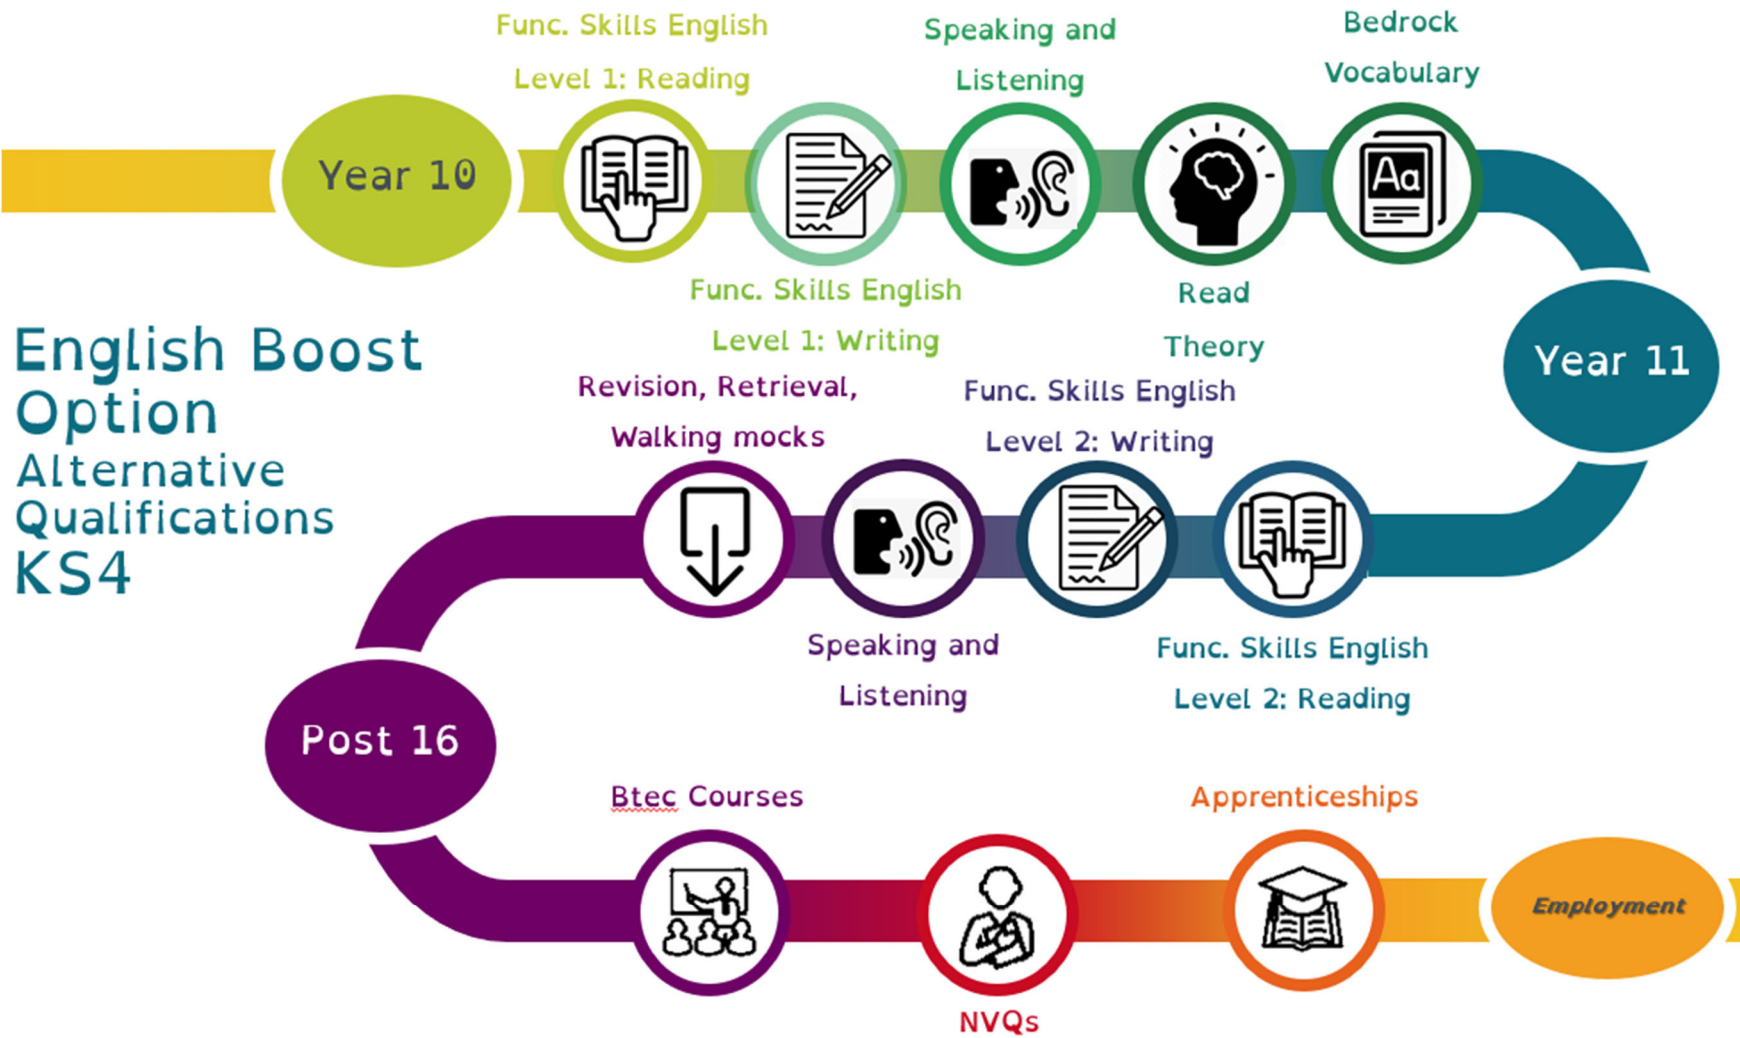 Func. Skills English
Level 1: Reading
Speaking and
Listening
Bedrock
Vocabulary
Year 10
Aa
Func. Skills English
Level 1: Writing
Read
Theory
English Boost
Option
Alternative
Qualifications
KS4
Year 11
Revision, Retrieval,
Walking mocks
Func. Skills English
Level 2: Writing
Speaking and
Listening
Func. Skills English
Level 2: Reading
Post 16
Btec Courses
Apprenticeships
Employment
NVQs